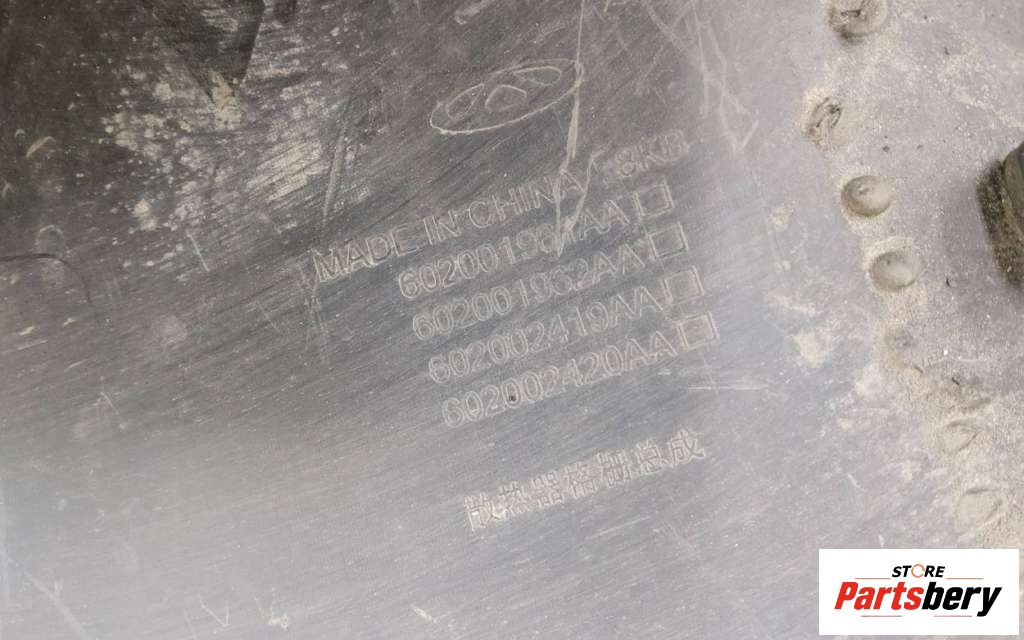 MADE IN CHINA
602001961AA
602001962AA
602002419AA
602002420AA
散热器格栅总成
STORE
Partsbery